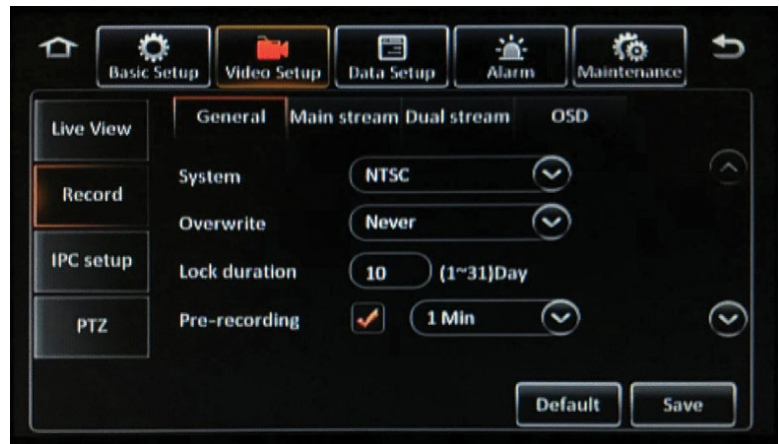 Basic Setup Video Setup Data Setup Alarm Maintenance
Live View
Record
IPC setup
PTZ
General Main stream Dual stream OSD
System NTSC
Overwrite Never
Lock duration 10 (1~31)Day
Pre-recording 1 Min
Default Save